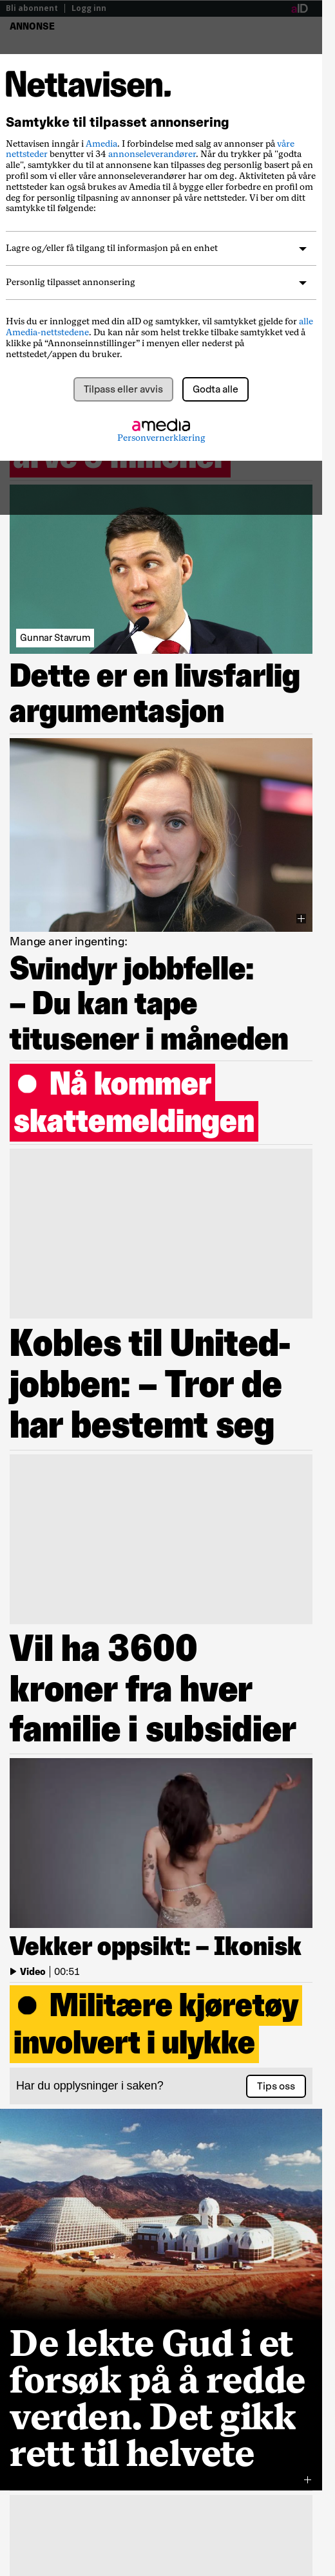 Bli abonnent | Logg inn
aID
ANNONSE
Nettavisen.
Samtykke til tilpasset annonsering
Nettavisen inngår i Amedia. I forbindelse med salg av annonser på våre
nettsteder benytter vi 34 annonseleverandører. Når du trykker på "godta
alle", samtykker du til at annonsene kan tilpasses deg personlig basert på en
profil som vi eller våre annonseleverandører har om deg. Aktiviteten på våre
nettsteder kan også brukes av Amedia til å bygge eller forbedre en profil om
deg for personlig tilpasning av annonser på våre nettsteder. Vi ber om ditt
samtykke til følgende:
Lagre og/eller få tilgang til informasjon på en enhet
Personlig tilpasset annonsering
Hvis du er innlogget med din aID og samtykker, vil samtykket gjelde for alle
Amedia-nettstedene. Du kan når som helst trekke tilbake samtykket ved å
klikke på “Annonseinnstillinger” i menyen eller nederst på
nettstedet/appen du bruker.
Tilpass eller avvis
Godta alle
amedia
Personvernerklæring
Gunnar Stavrum
Dette er en livsfarlig
argumentasjon
Mange aner ingenting:
Svindyr jobbfelle:
– Du kan tape
titusener i måneden
Nå kommer
skattemeldingen
Kobles til United-
jobben: – Tror de
har bestemt seg
Vil ha 3600
kroner fra hver
familie i subsidier
Vekker oppsikt: – Ikonisk
Video | 00:51
Militære kjøretøy
involvert i ulykke
Har du opplysninger i saken?
Tips oss
De lekte Gud i et
forsøk på å redde
verden. Det gikk
rett til helvete